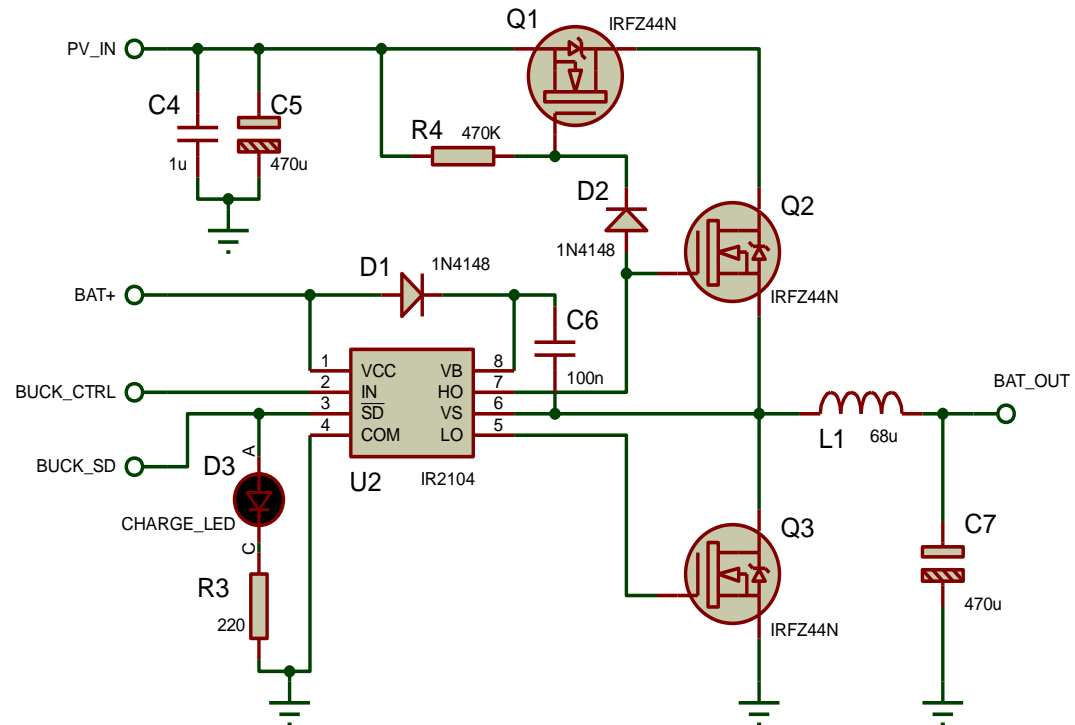 Q1
IRFZ44N
PV_IN
C4
1u
C5
470u
R4
470K
D2
1N4148
Q2
IRFZ44N
D1
1N4148
BAT+
C6
100n
1
VCC
VB
8
BUCK_CTRL
2
IN
HO
7
3
SD
VS
6
4
COM
LO
5
U2
IR2104
BAT_OUT
L1
68u
BUCK_SD
A
D3
CHARGE_LED
C
R3
220
Q3
IRFZ44N
C7
470u